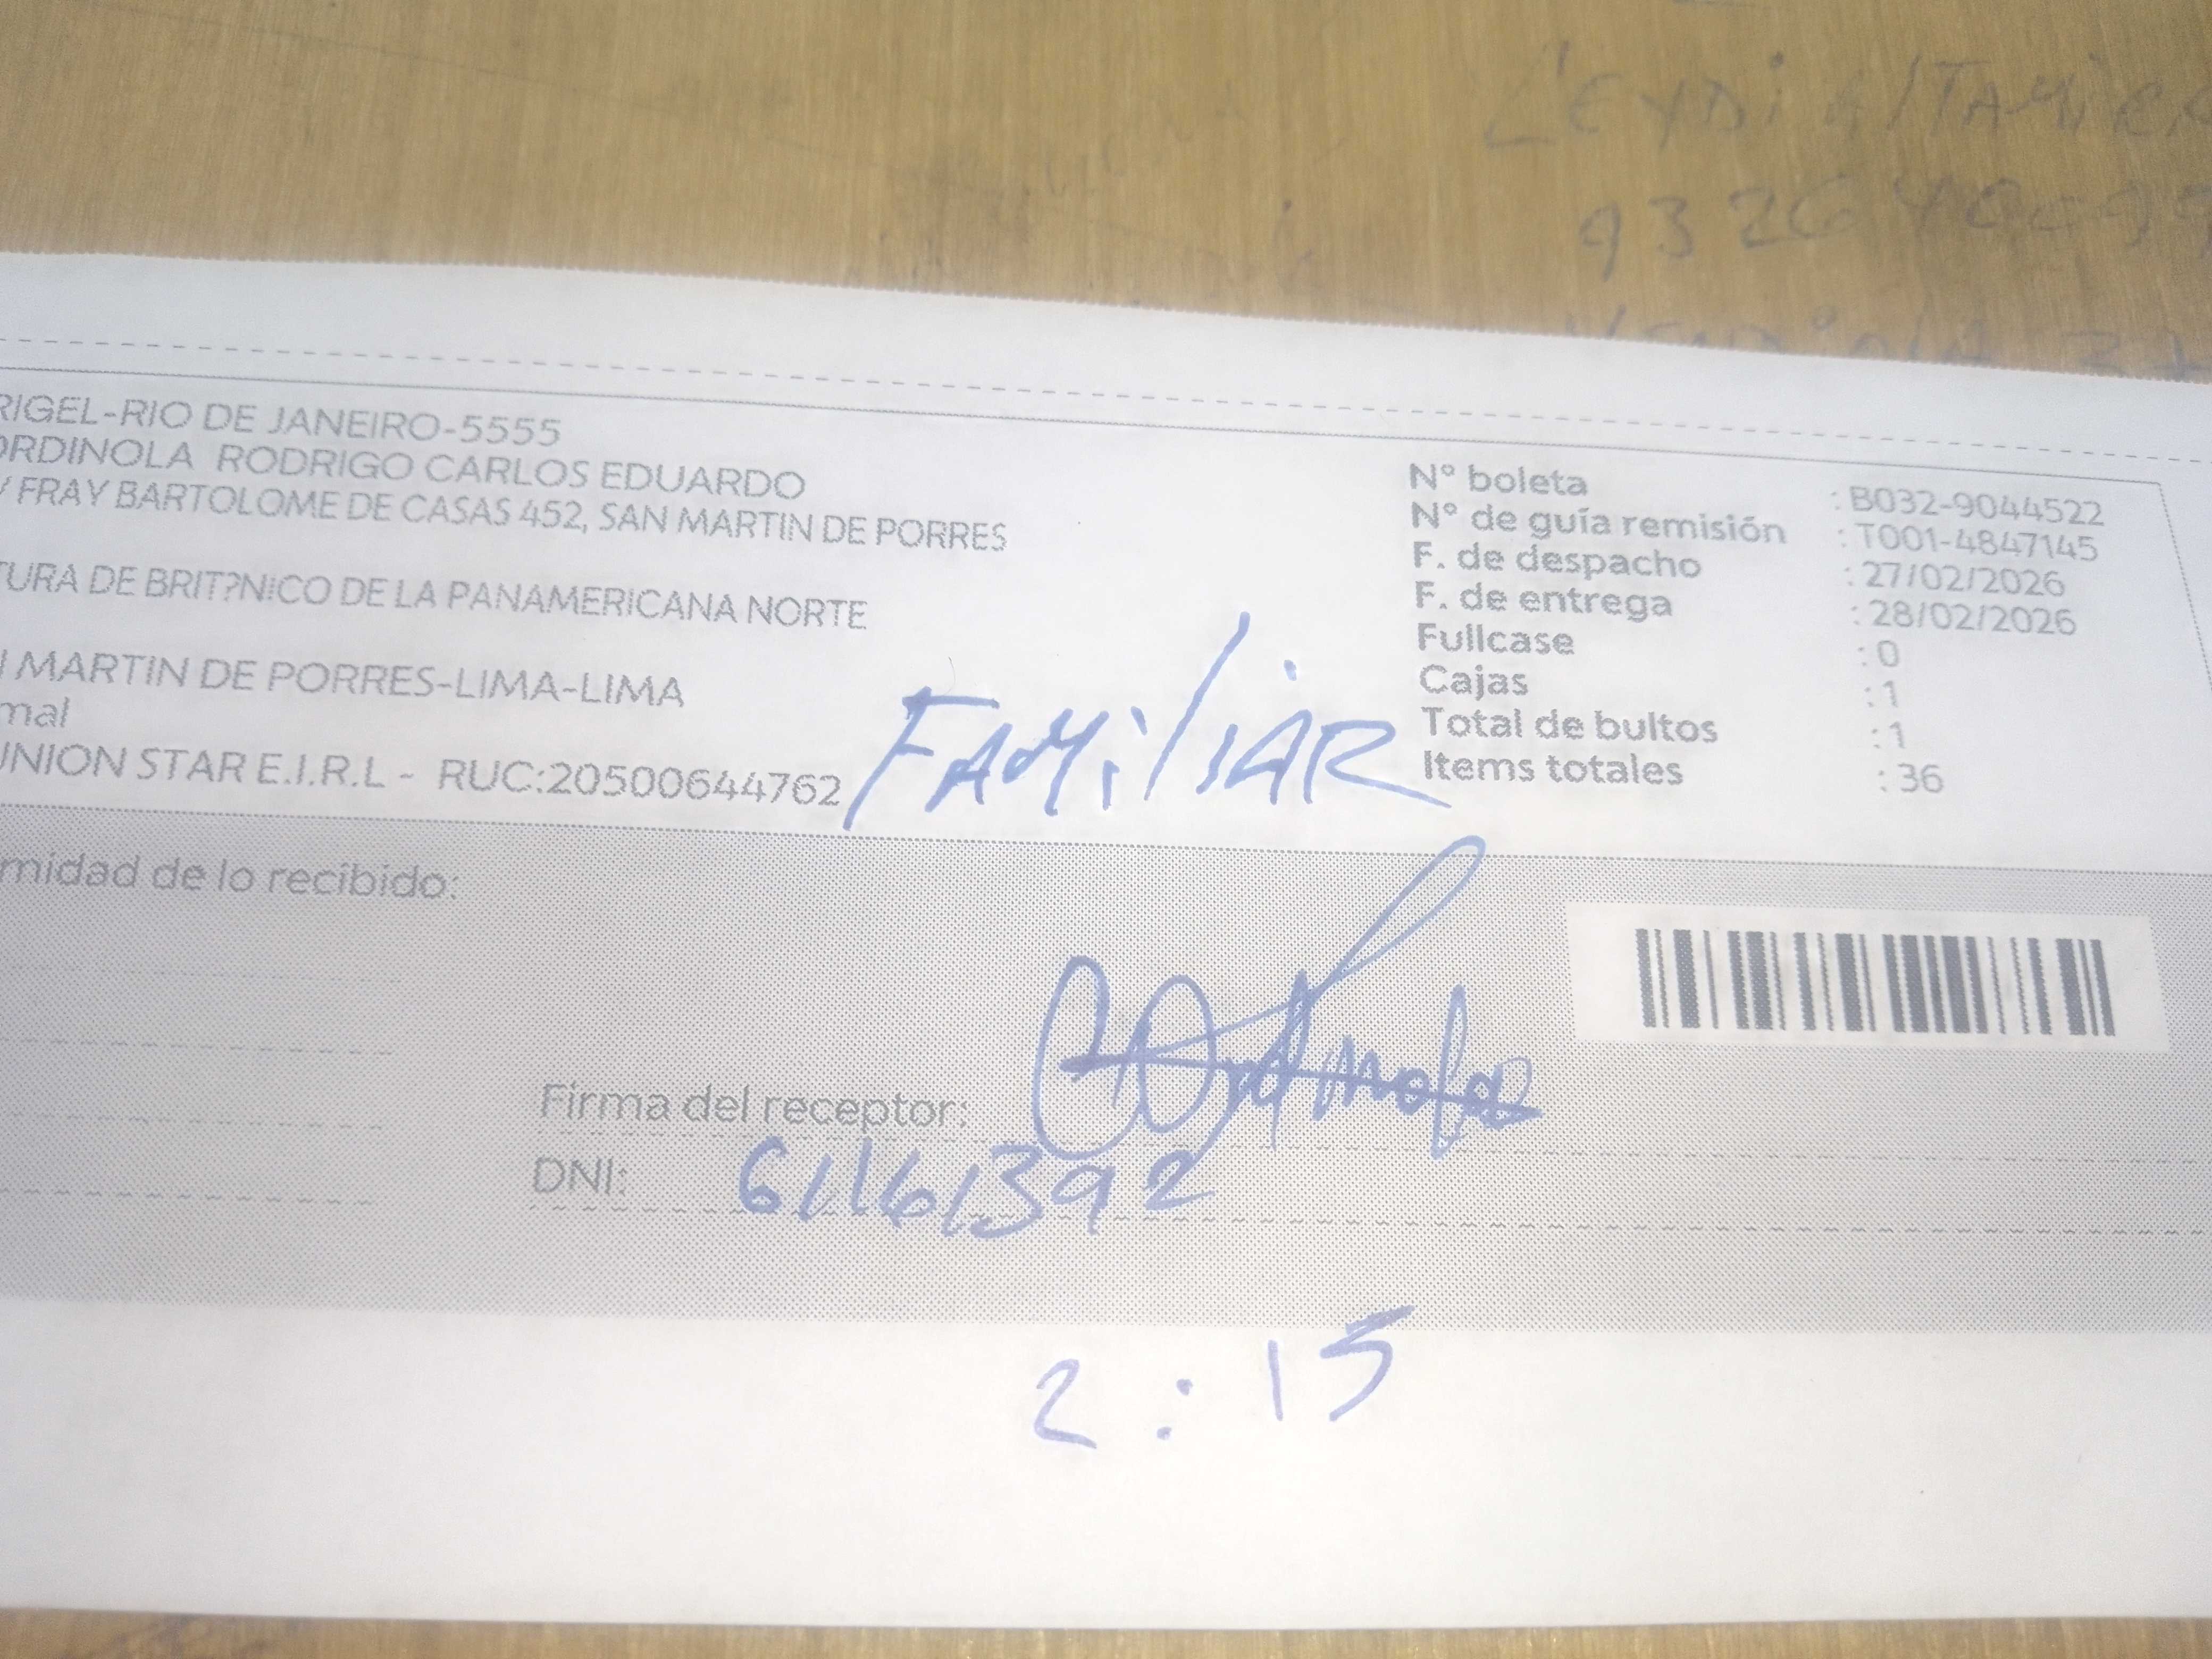 L'EYDI AlTAMiRA
RIGEL-RIO DE JANEIRO-5555
ORDINOLA RODRIGO CARLOS EDUARDO
V FRAY BARTOLOME DE CASAS 452, SAN MARTIN DE PORRES
TURA DE BRIT?NICO DE LA PANAMERICANA NORTE
N MARTIN DE PORRES-LIMA-LIMA
mal
UNION STAR E.I.R.L - RUC:20500644762
FAMiliAR
N° boleta : B032-9044522
N° de guía remisión : T001-4847145
F. de despacho : 27/02/2026
F. de entrega : 28/02/2026
Fullcase : 0
Cajas : 1
Total de bultos : 1
Items totales : 36
midad de lo recibido:
Firma del receptor:
DNI: 61161392
2:15